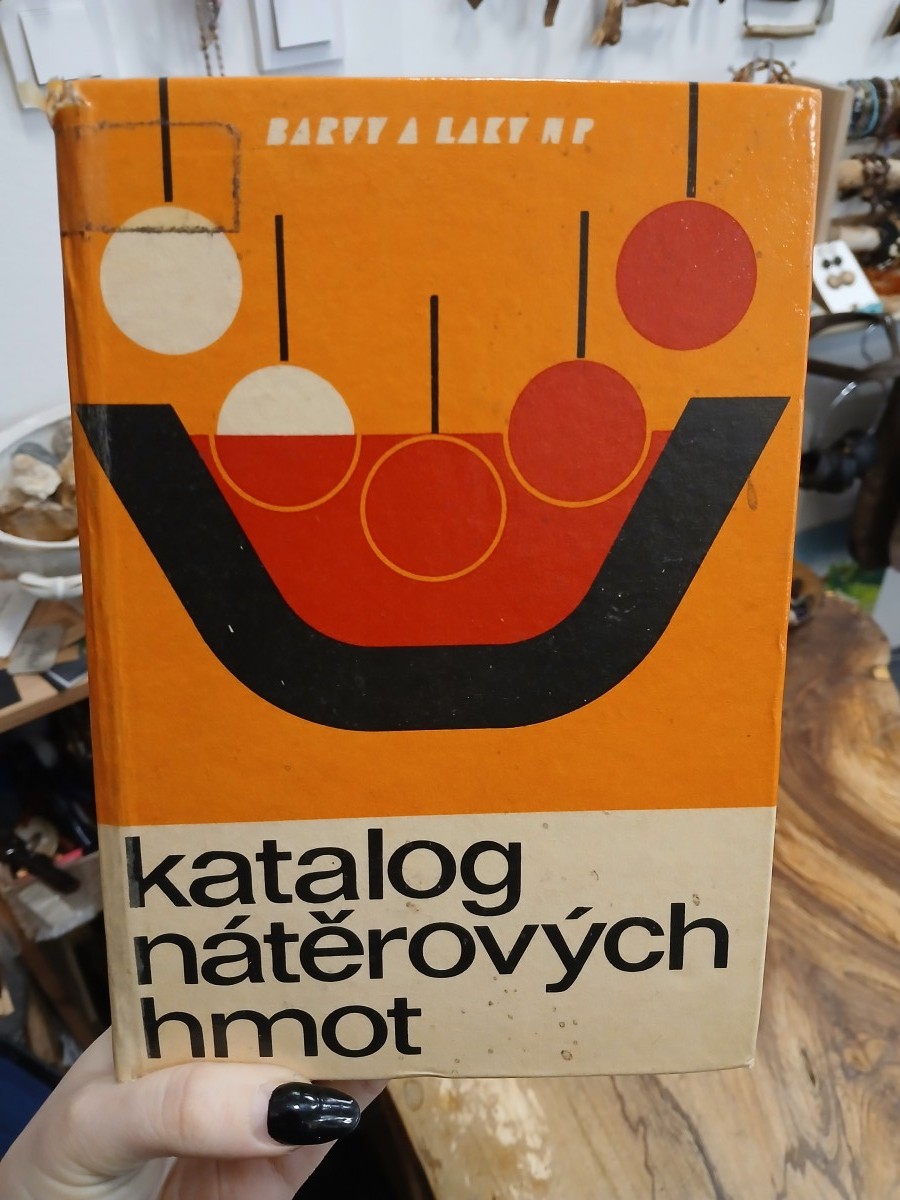 BARVY A LAKY N P
katalog
nátěrových
hmot